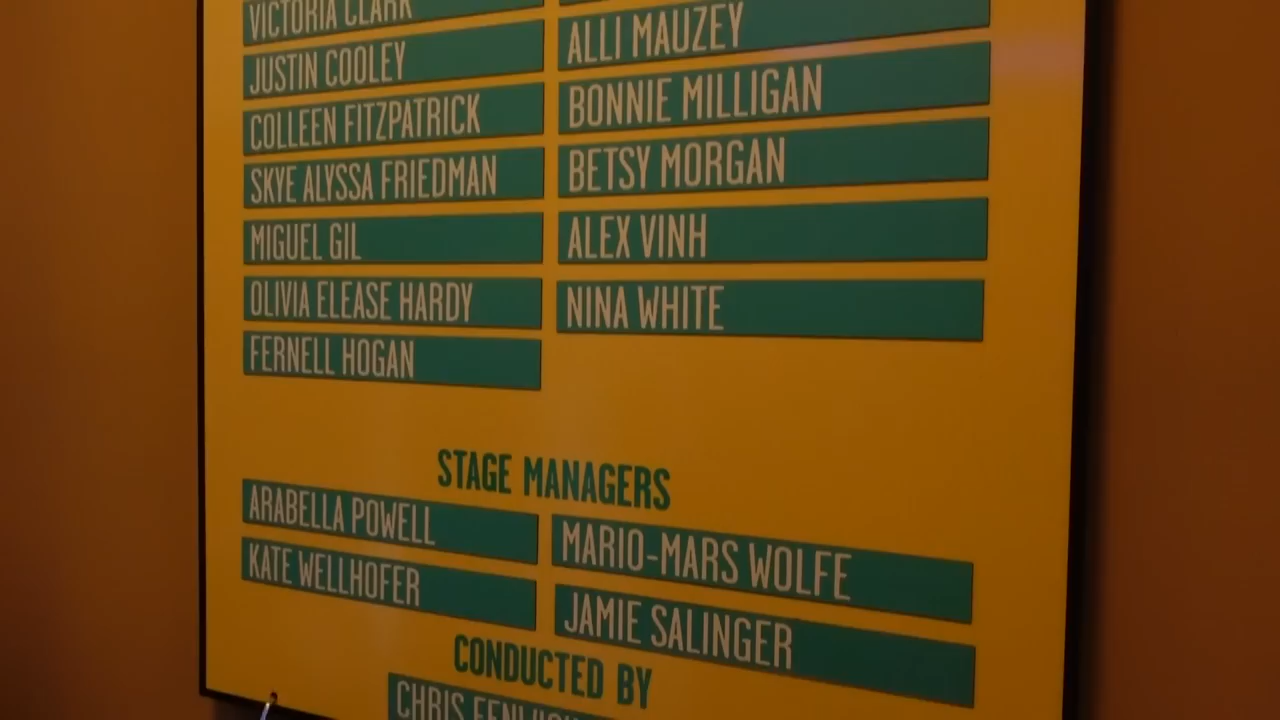 VICTORIA CLARK
JUSTIN COOLEY
COLLEEN FITZPATRICK
SKYE ALYSSA FRIEDMAN
MIGUEL GIL
OLIVIA ELEASE HARDY
FERNELL HOGAN
ALLI MAUZEY
BONNIE MILLIGAN
BETSY MORGAN
ALEX VINH
NINA WHITE
STAGE MANAGERS
ARABELLA POWELL
KATE WELLHOFER
MARIO-MARS WOLFE
JAMIE SALINGER
CONDUCTED BY
CHRIS